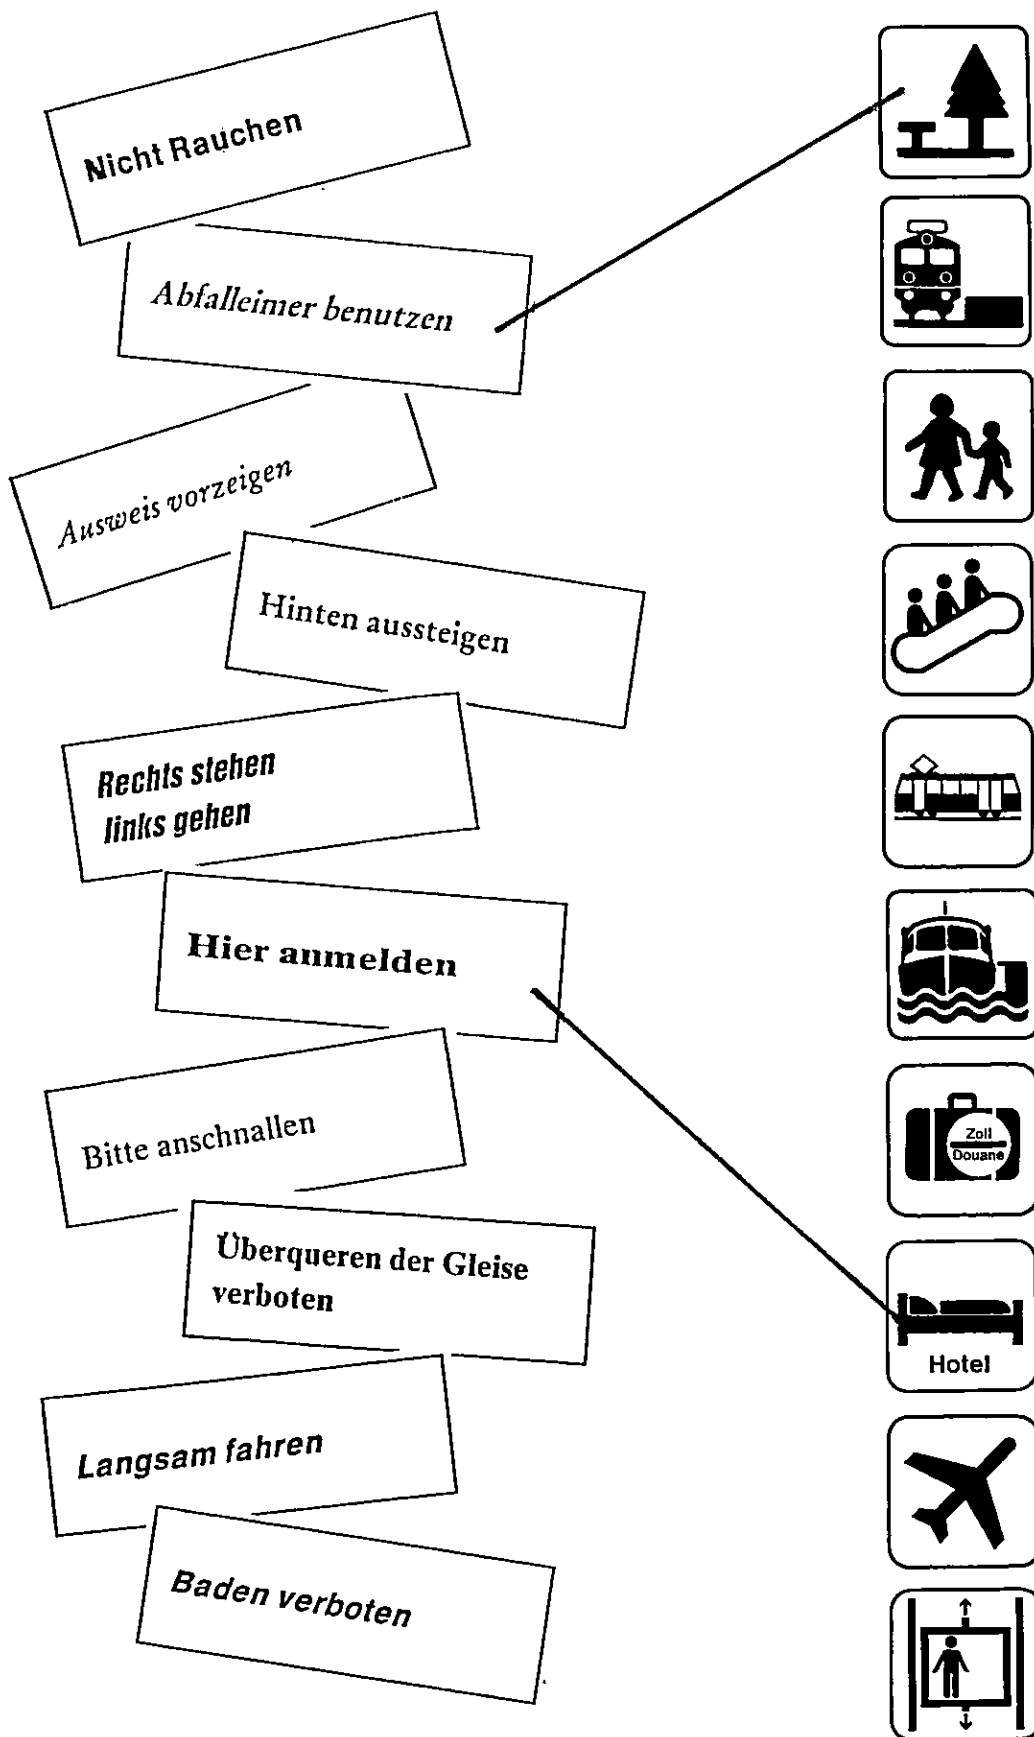 Nicht Rauchen
Abfalleimer benutzen
Ausweis vorzeigen
Hinten aussteigen
Rechts stehen
links gehen
Hier anmelden
Bitte anschnallen
Überqueren der Gleise
verboten
Langsam fahren
Baden verboten
Zoll
Douane
Hotel